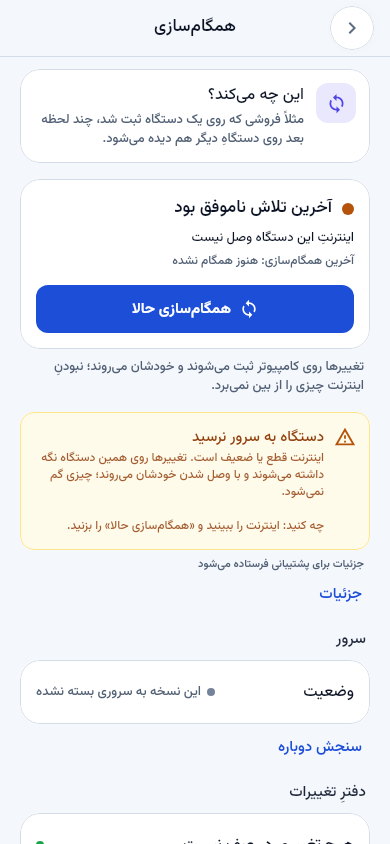 همگام‌سازی
این چه می‌کند؟
مثلاً فروشی که روی یک دستگاه ثبت شد، چند لحظه
بعد روی دستگاهِ دیگر هم دیده می‌شود.
آخرین تلاش ناموفق بود
اینترنتِ این دستگاه وصل نیست
آخرین همگام‌سازی: هنوز همگام نشده
همگام‌سازی حالا
تغییرها روی کامپیوتر ثبت می‌شوند و خودشان می‌روند؛ نبودنِ
اینترنت چیزی را از بین نمی‌برد.
دستگاه به سرور نرسید
اینترنت قطع یا ضعیف است. تغییرها روی همین دستگاه نگه
داشته می‌شوند و با وصل شدن خودشان می‌روند؛ چیزی گم
نمی‌شود.
چه کنید: اینترنت را ببینید و «همگام‌سازی حالا» را بزنید.
جزئیات برای پشتیبانی فرستاده می‌شود
جزئیات
سرور
وضعیت
این نسخه به سروری بسته نشده
سنجش دوباره
دفترِ تغییرات